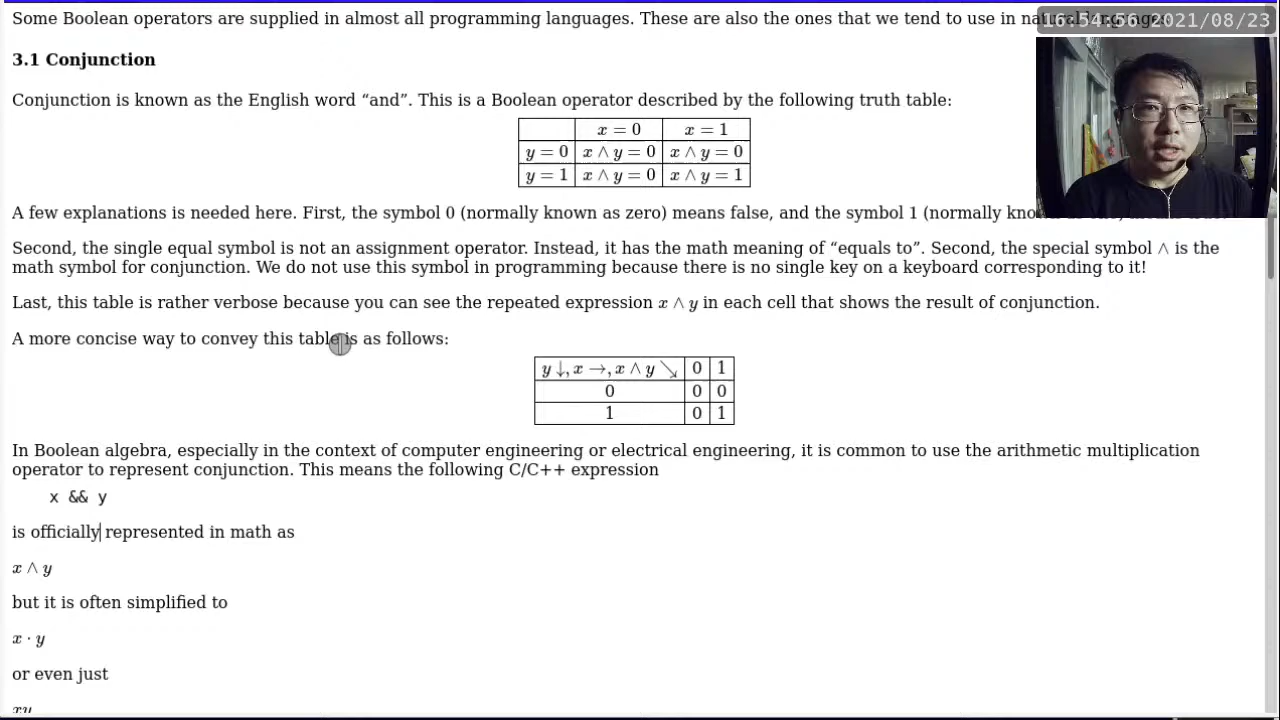 Some Boolean operators are supplied in almost all programming languages. These are also the ones that we tend to use in natural languages.
16:54:56 2021/08/23
3.1 Conjunction
Conjunction is known as the English word “and”. This is a Boolean operator described by the following truth table:
x = 0 x = 1
y = 0 x ∧ y = 0 x ∧ y = 0
y = 1 x ∧ y = 0 x ∧ y = 1
A few explanations is needed here. First, the symbol 0 (normally known as zero) means false, and the symbol 1 (normally known
Second, the single equal symbol is not an assignment operator. Instead, it has the math meaning of “equals to”. Second, the special symbol ∧ is the
math symbol for conjunction. We do not use this symbol in programming because there is no single key on a keyboard corresponding to it!
Last, this table is rather verbose because you can see the repeated expression x ∧ y in each cell that shows the result of conjunction.
A more concise way to convey this table is as follows:
y ↓, x →, x ∧ y ↘ 0 1
0 0 0
1 0 1
In Boolean algebra, especially in the context of computer engineering or electrical engineering, it is common to use the arithmetic multiplication
operator to represent conjunction. This means the following C/C++ expression
x && y
is officially represented in math as
x ∧ y
but it is often simplified to
x · y
or even just
xy